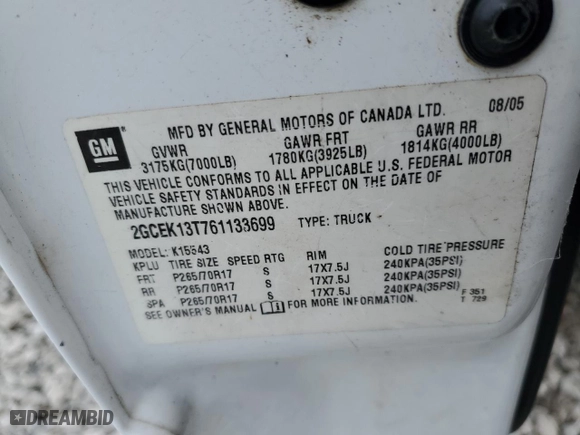 GM
MFD BY GENERAL MOTORS OF CANADA LTD. 08/05
GVWR GAWR FRT GAWR RR
3175KG(7000LB) 1780KG(3925LB) 1814KG(4000LB)
THIS VEHICLE CONFORMS TO ALL APPLICABLE U.S. FEDERAL MOTOR
VEHICLE SAFETY STANDARDS IN EFFECT ON THE DATE OF
MANUFACTURE SHOWN ABOVE.
2GCEK13T761133699 TYPE: TRUCK
MODEL: K15543
KPLU TIRE SIZE SPEED RTG RIM COLD TIRE PRESSURE
FRT P265/70R17 S 17X7.5J 240KPA(35PSI)
RR P265/70R17 S 17X7.5J 240KPA(35PSI)
SPA P265/70R17 S 17X7.5J 240KPA(35PSI)
SEE OWNER'S MANUAL FOR MORE INFORMATION. F 351
T 729
DREAMBID